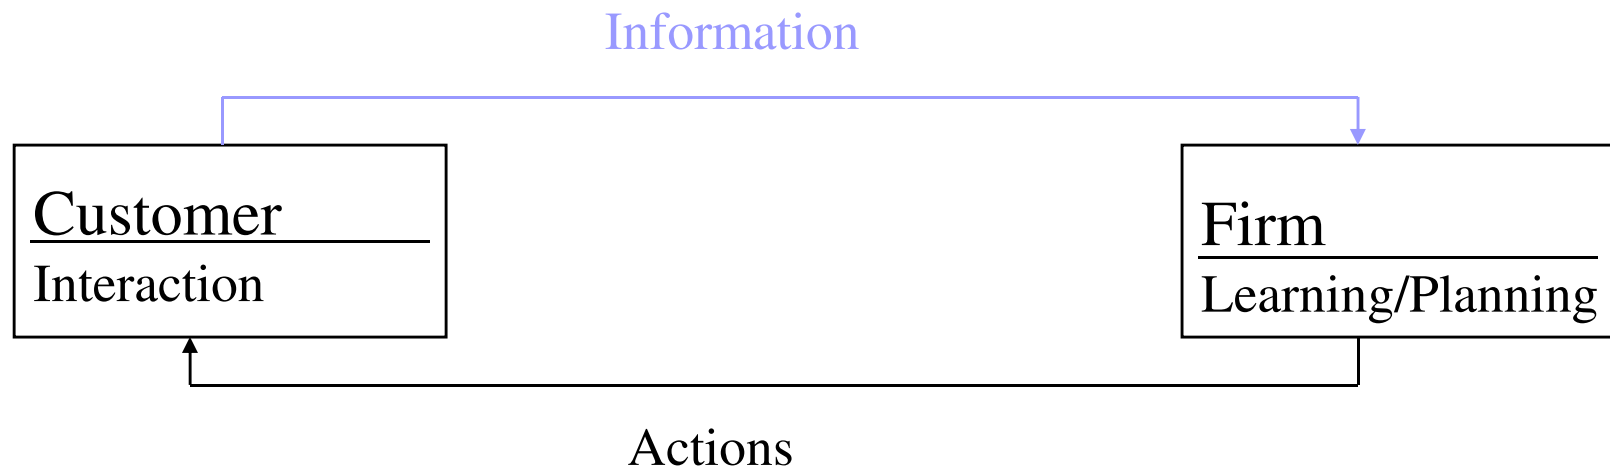 Information
Customer
Interaction
Firm
Learning/Planning
Actions